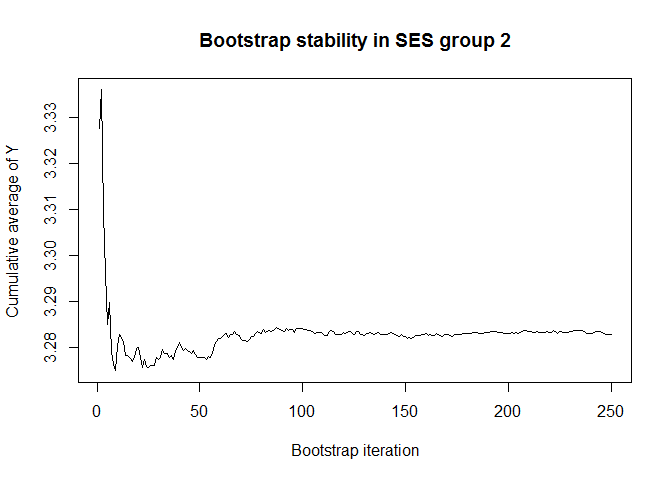 Bootstrap stability in SES group 2
Cumulative average of Y
3.33
3.32
3.31
3.30
3.29
3.28
0 50 100 150 200 250
Bootstrap iteration